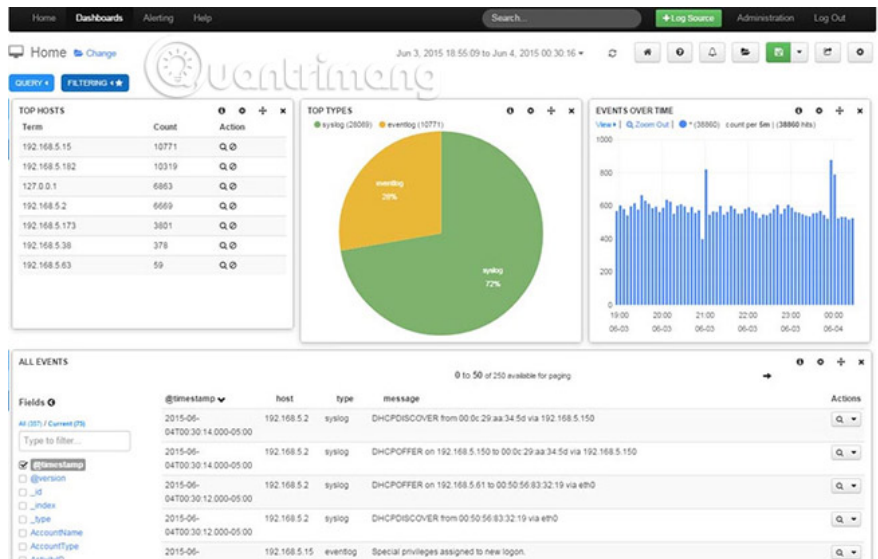 Home Dashboards Alerting Help Search... +Log Source Administration Log Out
Home Change Jun 3, 2015 18:55:09 to Jun 4, 2015 00:30:16
Quantrimang
QUERY FILTERING
TOP HOSTS
Term Count Action
192.168.5.15 10771
192.168.5.182 10319
127.0.0.1 6863
192.168.5.2 6669
192.168.5.173 3801
192.168.5.38 378
192.168.5.63 59
TOP TYPES
syslog (28089) eventlog (10771)
eventlog
28%
syslog
72%
EVENTS OVER TIME
View Zoom Out * (38860) count per 5m | (38860 hits)
1000
800
600
400
200
0
19:00 20:00 21:00 22:00 23:00 00:00
06-03 06-03 06-03 06-03 06-03 06-04
ALL EVENTS
0 to 50 of 250 available for paging
Fields
All (357) / Current (73)
Type to filter...
@timestamp
@version
_id
_index
_type
AccountName
AccountType
@timestamp host type message Actions
2015-06- 192.168.5.2 syslog DHCPDISCOVER from 00:0c:29:aa:34:5d via 192.168.5.150
04T00:30:14.000-05:00
2015-06- 192.168.5.2 syslog DHCPOFFER on 192.168.5.150 to 00:0c:29:aa:34:5d via 192.168.5.150
04T00:30:14.000-05:00
2015-06- 192.168.5.2 syslog DHCPOFFER on 192.168.5.61 to 00:50:56:83:32:19 via eth0
04T00:30:12.000-05:00
2015-06- 192.168.5.2 syslog DHCPDISCOVER from 00:50:56:83:32:19 via eth0
04T00:30:12.000-05:00
2015-06- 192.168.5.15 eventlog Special privileges assigned to new logon.